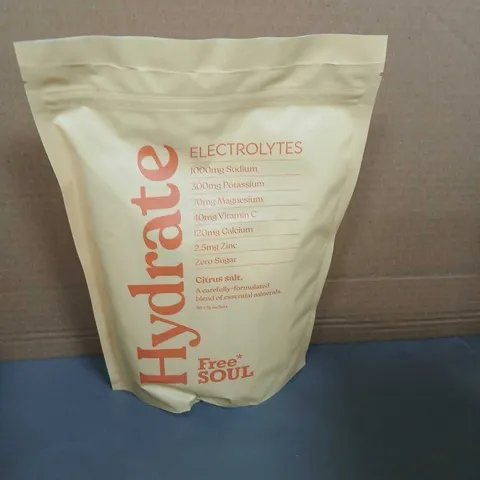 Hydrate
ELECTROLYTES
1000mg Sodium
300mg Potassium
70mg Magnesium
40mg Vitamin C
120mg Calcium
2.5mg Zinc
Zero Sugar
Citrus salt.
A carefully-formulated
blend of essential minerals.
Free*
SOUL